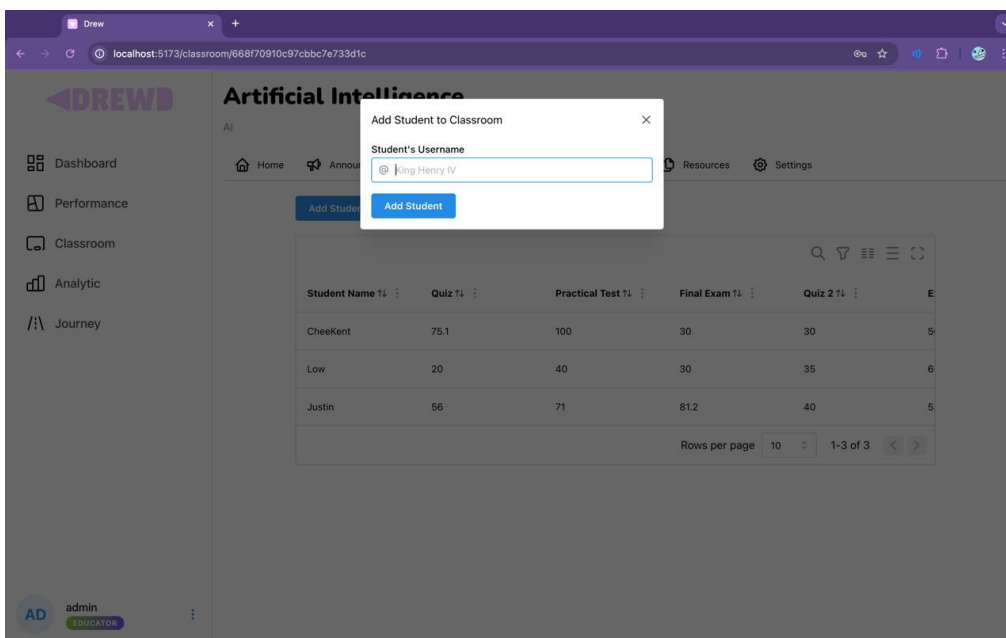 Drew
localhost:5173/classroom/668f70910c97cbbc7e733d1c
DREWD
Artificial Intelligence
AI
Dashboard
Performance
Classroom
Analytic
Journey
Home
Resources
Settings
Add Student to Classroom
Student's Username
@ King Henry IV
Add Student
Student Name Quiz Practical Test Final Exam Quiz 2
CheeKent 75.1 100 30 30
Low 20 40 30 35
Justin 56 71 81.2 40
Rows per page 10 1-3 of 3
AD
admin
EDUCATOR